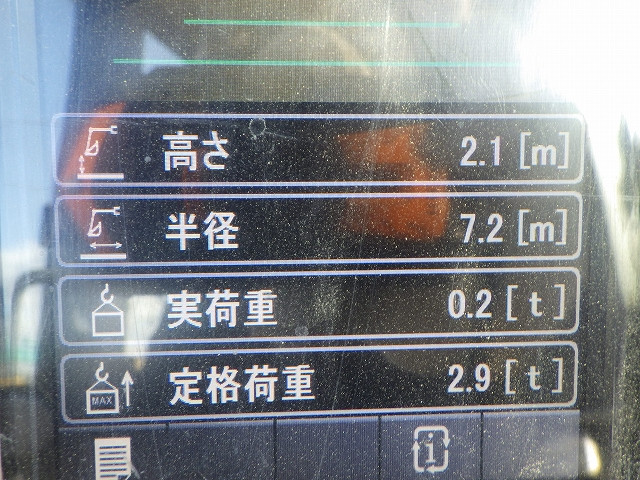 高さ 2.1 [m]
半径 7.2 [m]
実荷重 0.2 [t]
MAX 定格荷重 2.9 [t]
i